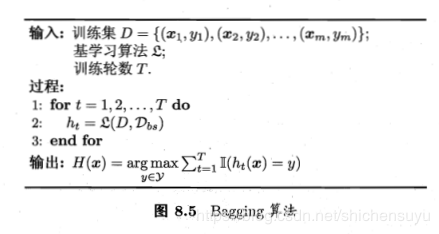 输入: 训练集 D = {(x₁, y₁), (x₂, y₂), ..., (xₘ, yₘ)};
基学习算法 𝔏;
训练轮数 T.
过程:
1: for t = 1, 2, ..., T do
2: hₜ = 𝔏(D, 𝒟_bs)
3: end for
输出: H(x) = arg max_{y∈𝒴} ∑_{t=1}^{T} 𝕀(hₜ(x) = y)
图 8.5 Bagging 算法
https://blog.csdn.net/shichensuyu